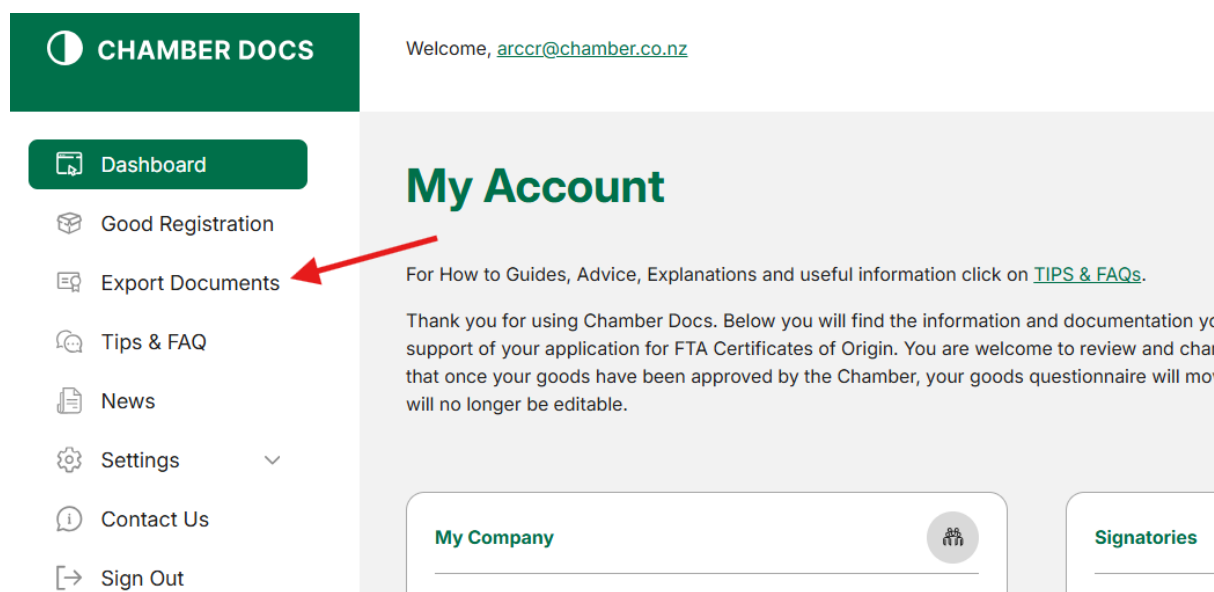 CHAMBER DOCS
Welcome, arccr@chamber.co.nz
Dashboard
Good Registration
Export Documents
Tips & FAQ
News
Settings
Contact Us
Sign Out
My Account
For How to Guides, Advice, Explanations and useful information click on TIPS & FAQs.
Thank you for using Chamber Docs. Below you will find the information and documentation
support of your application for FTA Certificates of Origin. You are welcome to review and
that once your goods have been approved by the Chamber, your goods questionnaire will
will no longer be editable.
My Company
Signatories